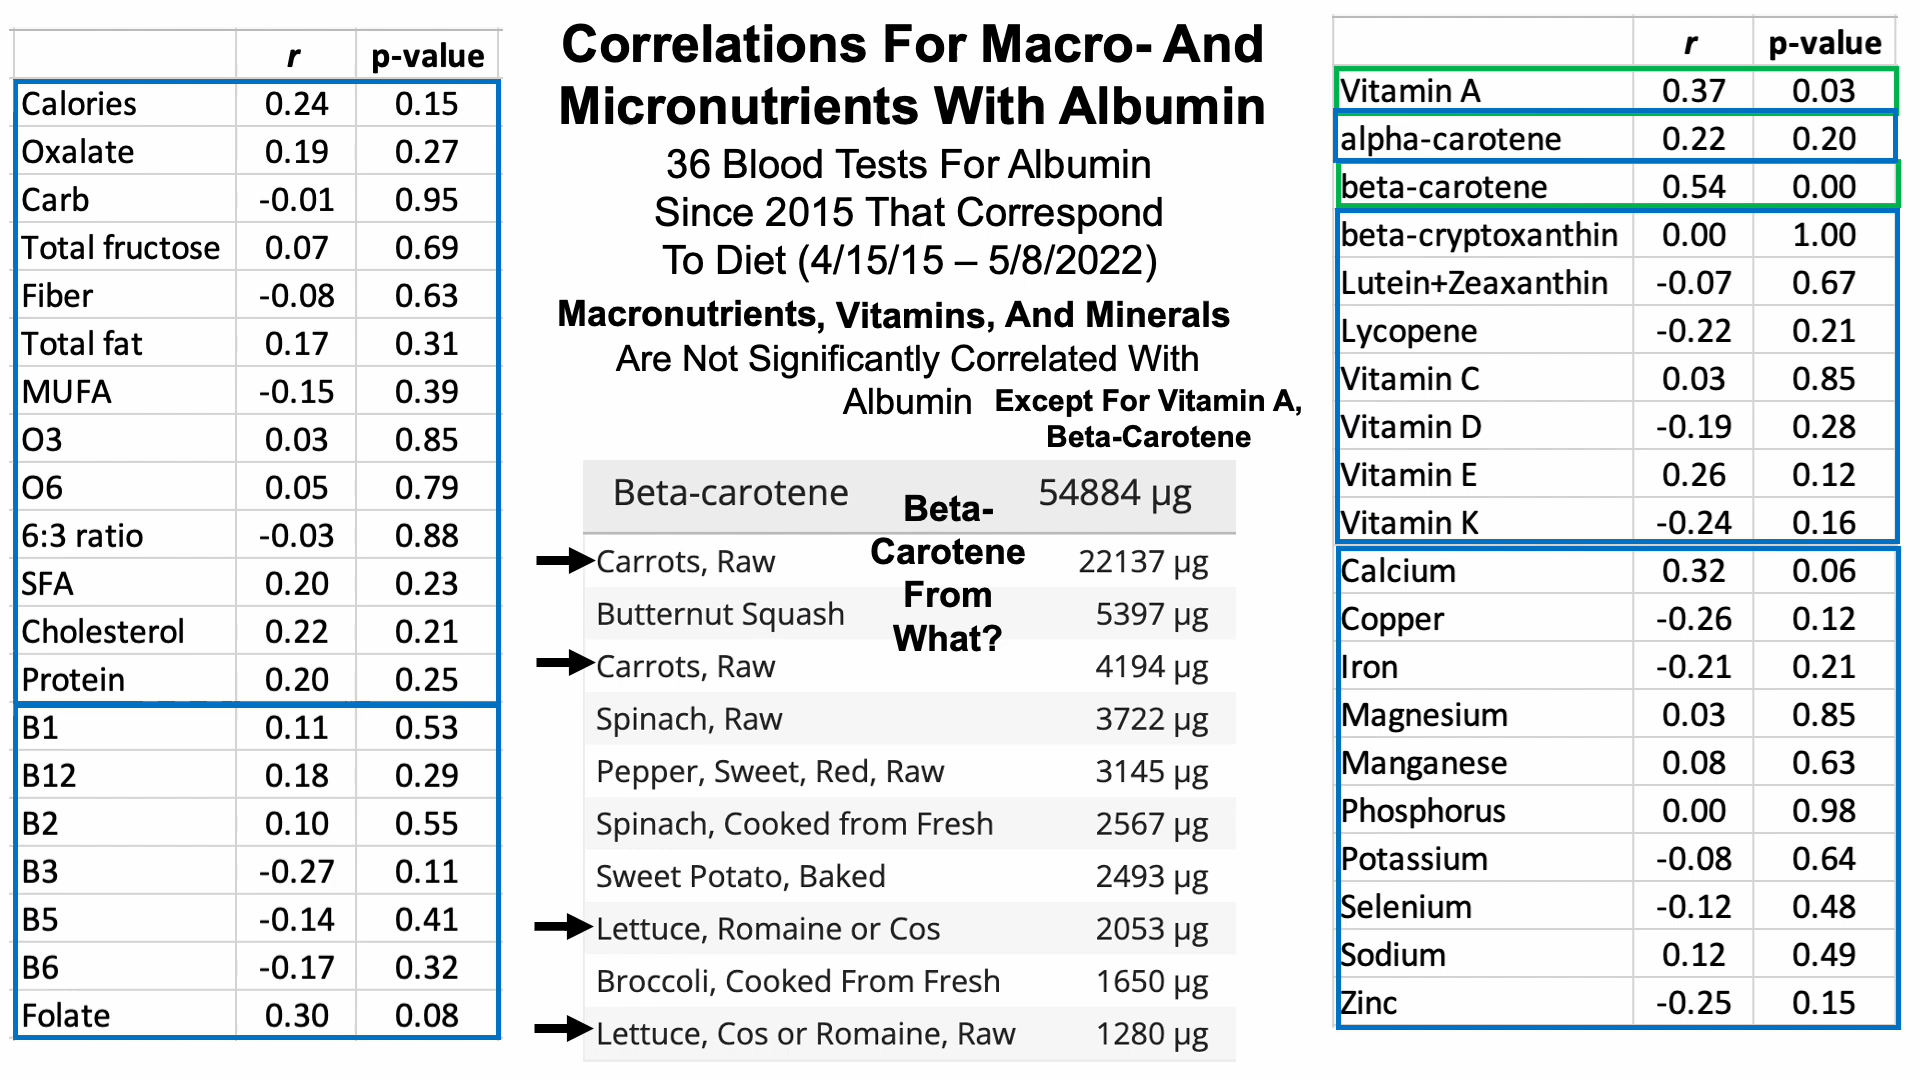 r p-value
Calories 0.24 0.15
Oxalate 0.19 0.27
Carb -0.01 0.95
Total fructose 0.07 0.69
Fiber -0.08 0.63
Total fat 0.17 0.31
MUFA -0.15 0.39
O3 0.03 0.85
O6 0.05 0.79
6:3 ratio -0.03 0.88
SFA 0.20 0.23
Cholesterol 0.22 0.21
Protein 0.20 0.25
B1 0.11 0.53
B12 0.18 0.29
B2 0.10 0.55
B3 -0.27 0.11
B5 -0.14 0.41
B6 -0.17 0.32
Folate 0.30 0.08
Correlations For Macro- And
Micronutrients With Albumin
36 Blood Tests For Albumin
Since 2015 That Correspond
To Diet (4/15/15 – 5/8/2022)
Macronutrients, Vitamins, And Minerals
Are Not Significantly Correlated With
Albumin Except For Vitamin A,
Beta-Carotene
Beta-carotene 54884 µg
Beta-
Carotene
From
What?
Carrots, Raw 22137 µg
Butternut Squash 5397 µg
Carrots, Raw 4194 µg
Spinach, Raw 3722 µg
Pepper, Sweet, Red, Raw 3145 µg
Spinach, Cooked from Fresh 2567 µg
Sweet Potato, Baked 2493 µg
Lettuce, Romaine or Cos 2053 µg
Broccoli, Cooked From Fresh 1650 µg
Lettuce, Cos or Romaine, Raw 1280 µg
r p-value
Vitamin A 0.37 0.03
alpha-carotene 0.22 0.20
beta-carotene 0.54 0.00
beta-cryptoxanthin 0.00 1.00
Lutein+Zeaxanthin -0.07 0.67
Lycopene -0.22 0.21
Vitamin C 0.03 0.85
Vitamin D -0.19 0.28
Vitamin E 0.26 0.12
Vitamin K -0.24 0.16
Calcium 0.32 0.06
Copper -0.26 0.12
Iron -0.21 0.21
Magnesium 0.03 0.85
Manganese 0.08 0.63
Phosphorus 0.00 0.98
Potassium -0.08 0.64
Selenium -0.12 0.48
Sodium 0.12 0.49
Zinc -0.25 0.15